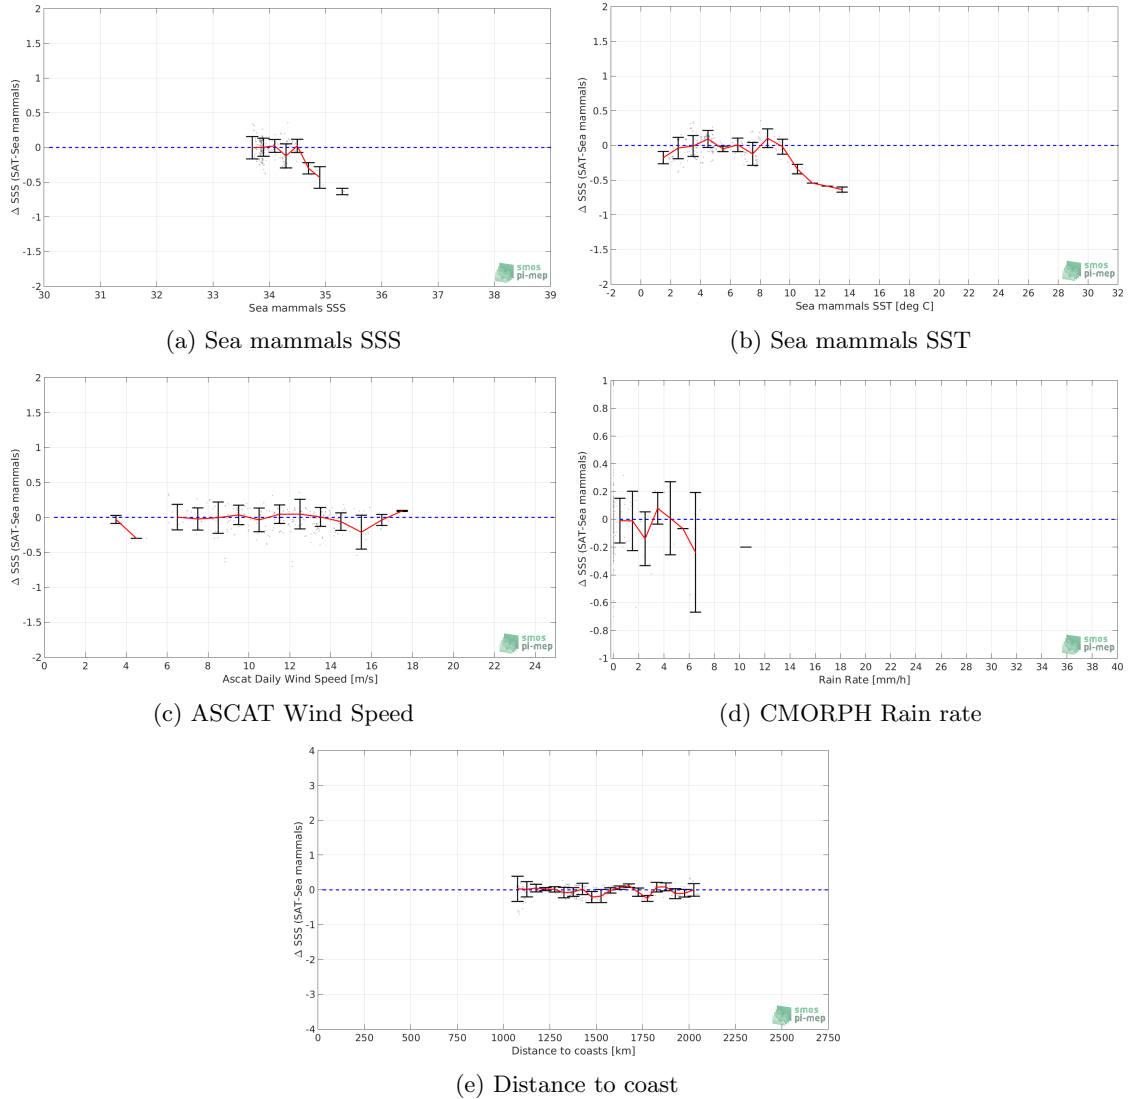 2
1.5
1
0.5
0
-0.5
-1
-1.5
-2
Δ SSS (SAT-Sea mammals)
30 31 32 33 34 35 36 37 38 39
Sea mammals SSS
smos
pi-mep
(a) Sea mammals SSS
2
1.5
1
0.5
0
-0.5
-1
-1.5
-2
Δ SSS (SAT-Sea mammals)
-2 0 2 4 6 8 10 12 14 16 18 20 22 24 26 28 30 32
Sea mammals SST [deg C]
smos
pi-mep
(b) Sea mammals SST
2
1.5
1
0.5
0
-0.5
-1
-1.5
-2
Δ SSS (SAT-Sea mammals)
0 2 4 6 8 10 12 14 16 18 20 22 24
Ascat Daily Wind Speed [m/s]
smos
pi-mep
(c) ASCAT Wind Speed
1
0.8
0.6
0.4
0.2
0
-0.2
-0.4
-0.6
-0.8
-1
Δ SSS (SAT-Sea mammals)
0 2 4 6 8 10 12 14 16 18 20 22 24 26 28 30 32 34 36 38 40
Rain Rate [mm/h]
smos
pi-mep
(d) CMORPH Rain rate
4
3
2
1
0
-1
-2
-3
-4
Δ SSS (SAT-Sea mammals)
0 250 500 750 1000 1250 1500 1750 2000 2250 2500 2750
Distance to coasts [km]
smos
pi-mep
(e) Distance to coast